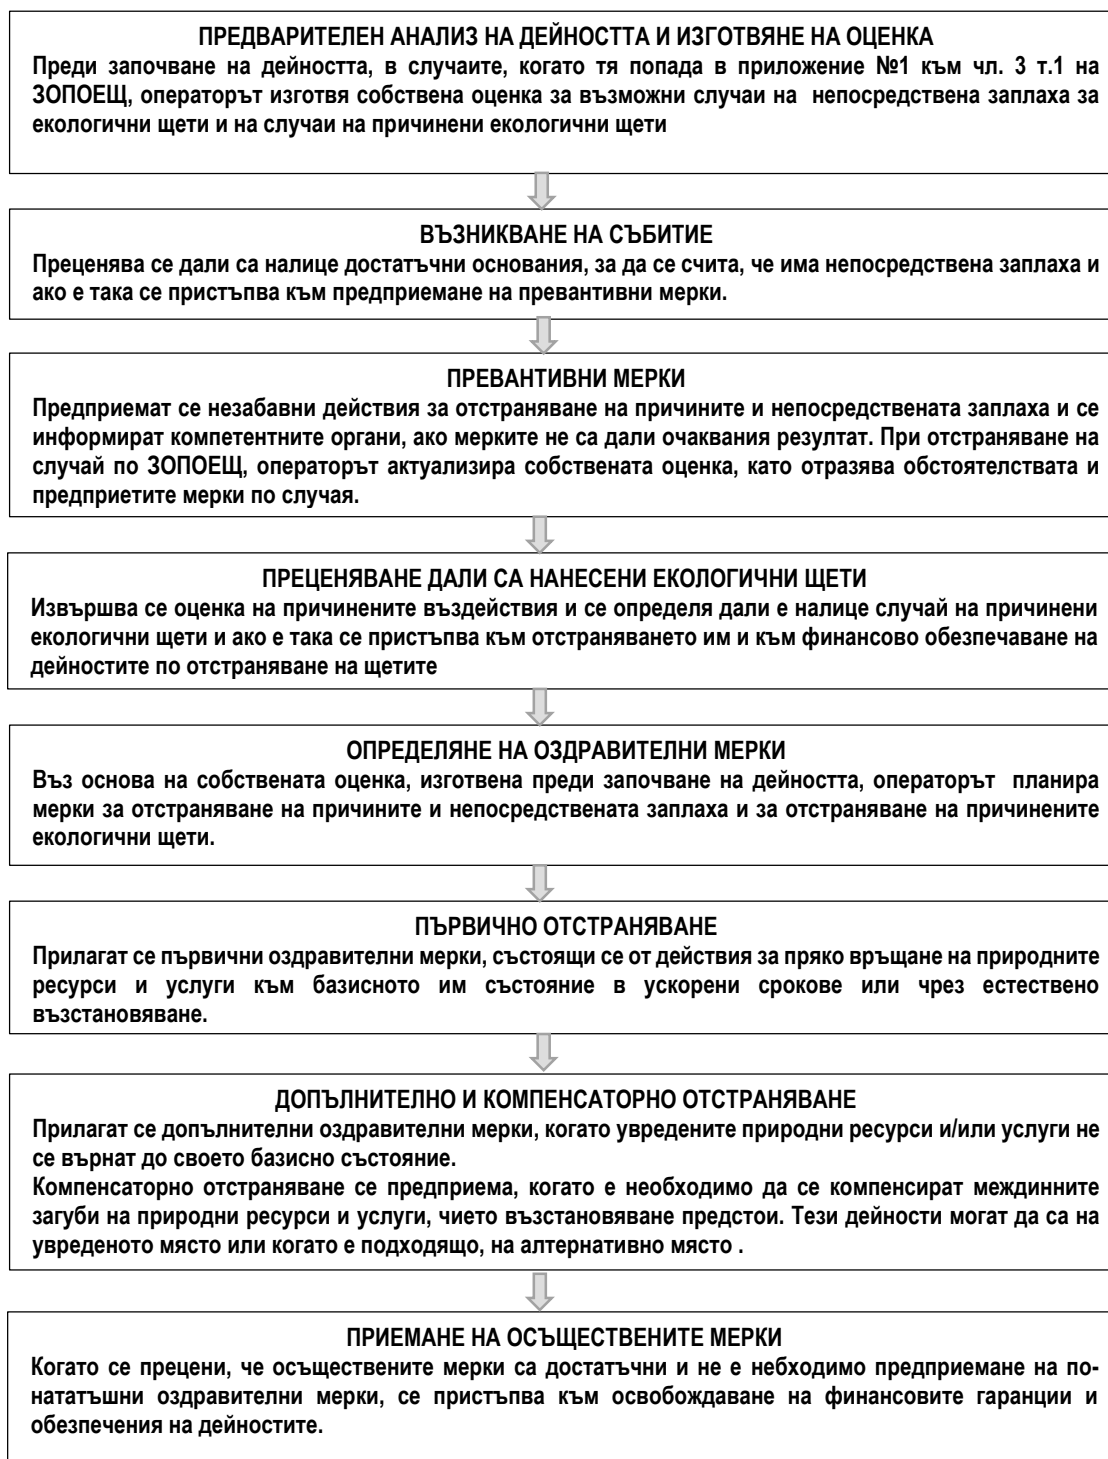 ПРЕДВАРИТЕЛЕН АНАЛИЗ НА ДЕЙНОСТТА И ИЗГОТВЯНЕ НА ОЦЕНКА
Преди започване на дейността, в случаите, когато тя попада в приложение №1 към чл. 3 т.1 на
ЗОПОЕЩ, операторът изготвя собствена оценка за възможни случаи на непосредствена заплаха за
екологични щети и на случаи на причинени екологични щети
ВЪЗНИКВАНЕ НА СЪБИТИЕ
Преценява се дали са налице достатъчни основания, за да се счита, че има непосредствена заплаха и
ако е така се пристъпва към предприемане на превантивни мерки.
ПРЕВАНТИВНИ МЕРКИ
Предприемат се незабавни действия за отстраняване на причините и непосредствената заплаха и се
информират компетентните органи, ако мерките не са дали очаквания резултат. При отстраняване на
случай по ЗОПОЕЩ, операторът актуализира собствената оценка, като отразява обстоятелствата и
предприетите мерки по случая.
ПРЕЦЕНЯВАНЕ ДАЛИ СА НАНЕСЕНИ ЕКОЛОГИЧНИ ЩЕТИ
Извършва се оценка на причинените въздействия и се определя дали е налице случай на причинени
екологични щети и ако е така се пристъпва към отстраняването им и към финансово обезпечаване на
дейностите по отстраняване на щетите
ОПРЕДЕЛЯНЕ НА ОЗДРАВИТЕЛНИ МЕРКИ
Въз основа на собствената оценка, изготвена преди започване на дейността, операторът планира
мерки за отстраняване на причините и непосредствената заплаха и за отстраняване на причинените
екологични щети.
ПЪРВИЧНО ОТСТРАНЯВАНЕ
Прилагат се първични оздравителни мерки, състоящи се от действия за пряко връщане на природните
ресурси и услуги към базисното им състояние в ускорени срокове или чрез естествено
възстановяване.
ДОПЪЛНИТЕЛНО И КОМПЕНСАТОРНО ОТСТРАНЯВАНЕ
Прилагат се допълнителни оздравителни мерки, когато увредените природни ресурси и/или услуги не
се върнат до своето базисно състояние.
Компенсаторно отстраняване се предприема, когато е необходимо да се компенсират междинните
загуби на природни ресурси и услуги, чието възстановяване предстои. Тези дейности могат да са на
увреденото място или когато е подходящо, на алтернативно място .
ПРИЕМАНЕ НА ОСЪЩЕСТВЕНИТЕ МЕРКИ
Когато се прецени, че осъществените мерки са достатъчни и не е небходимо предприемане на по-
нататъшни оздравителни мерки, се пристъпва към освобождаване на финансовите гаранции и
обезпечения на дейностите.